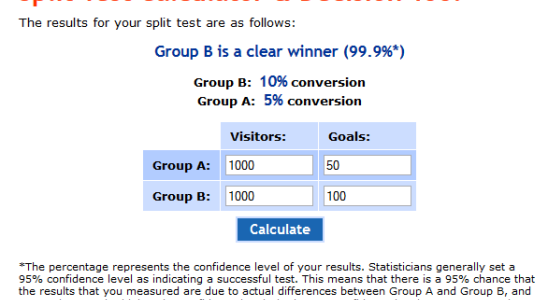 The results for your split test are as follows:
Group B is a clear winner (99.9%*)
Group B: 10% conversion
Group A: 5% conversion
Visitors: Goals:
Group A: 1000 50
Group B: 1000 100
Calculate
*The percentage represents the confidence level of your results. Statisticians generally set a
95% confidence level as indicating a successful test. This means that there is a 95% chance that
the results that you measured are due to actual differences between Group A and Group B, and